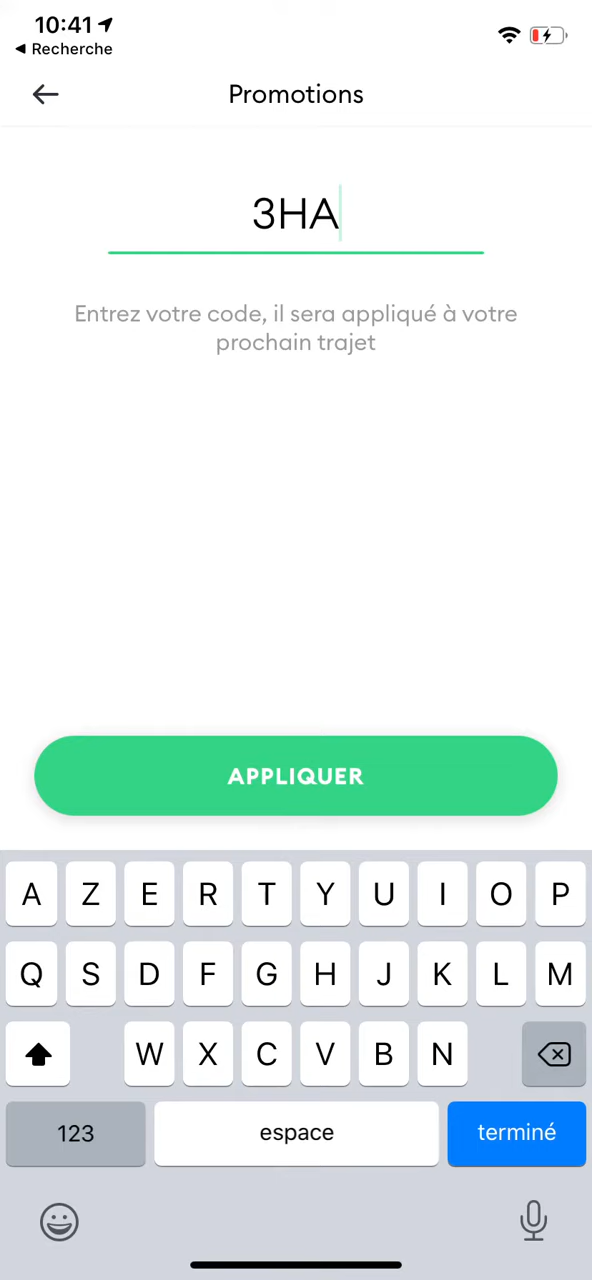 10:41
◀ Recherche
Promotions
3HA
Entrez votre code, il sera appliqué à votre
prochain trajet
APPLIQUER
A Z E R T Y U I O P
Q S D F G H J K L M
W X C V B N
123 espace terminé